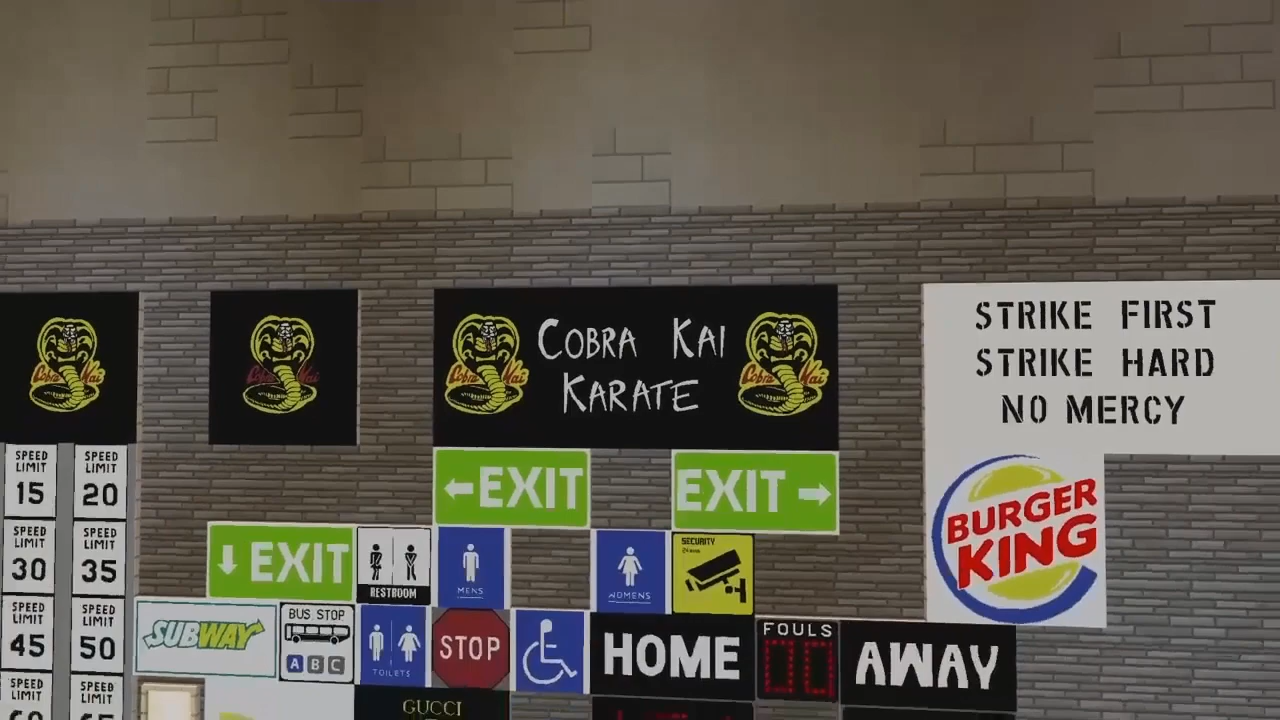 Cobra Kai
Cobra Kai
Cobra Kai
COBRA KAI
KARATE
Cobra Kai
STRIKE FIRST
STRIKE HARD
NO MERCY
SPEED
LIMIT
15
SPEED
LIMIT
20
←EXIT
EXIT→
BURGER
KING
SPEED
LIMIT
30
SPEED
LIMIT
35
↓EXIT
RESTROOM
MENS
WOMENS
SECURITY
SPEED
LIMIT
45
SPEED
LIMIT
50
SUBWAY
BUS STOP
A B C
TOILETS
STOP
HOME
FOULS
00
AWAY
SPEED
LIMIT
SPEED
LIMIT
GUCCI